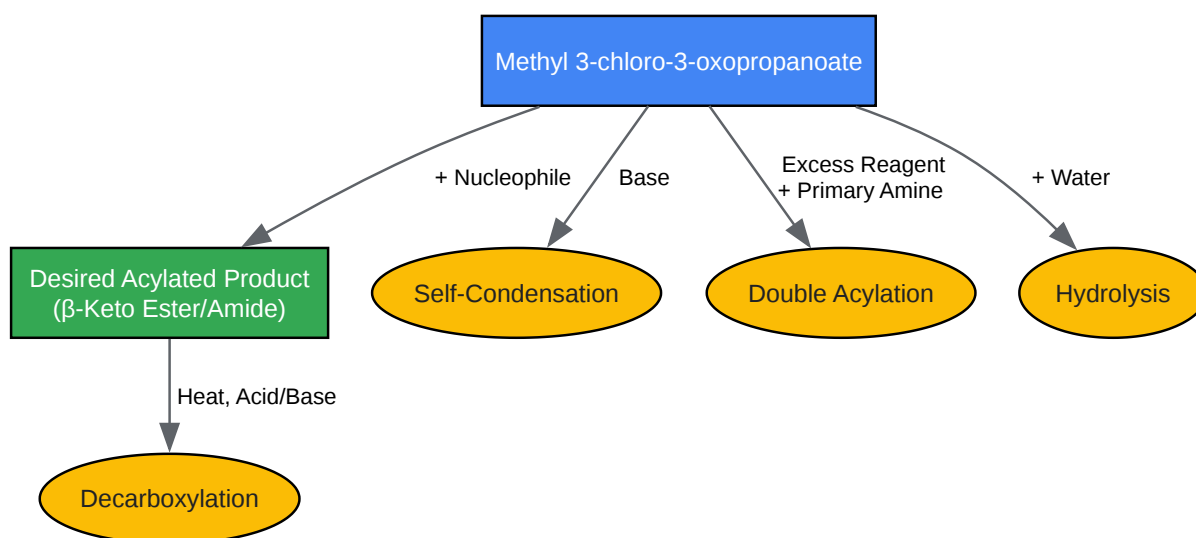 Methyl 3-chloro-3-oxopropanoate
+ Nucleophile
Base
Excess Reagent
+ Primary Amine
+ Water
Desired Acylated Product
(β-Keto Ester/Amide)
Self-Condensation
Double Acylation
Hydrolysis
Heat, Acid/Base
Decarboxylation